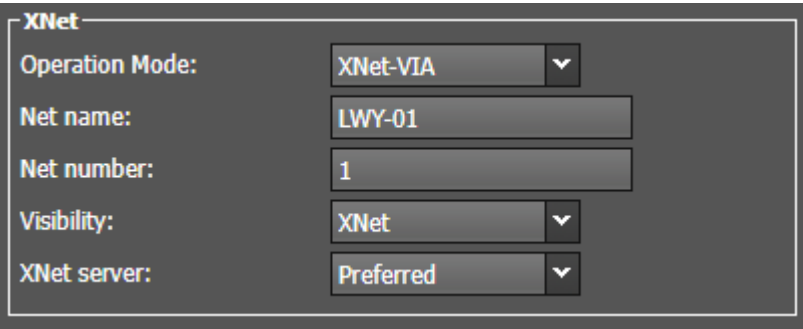 XNet
Operation Mode: XNet-VIA
Net name: LWY-01
Net number: 1
Visibility: XNet
XNet server: Preferred